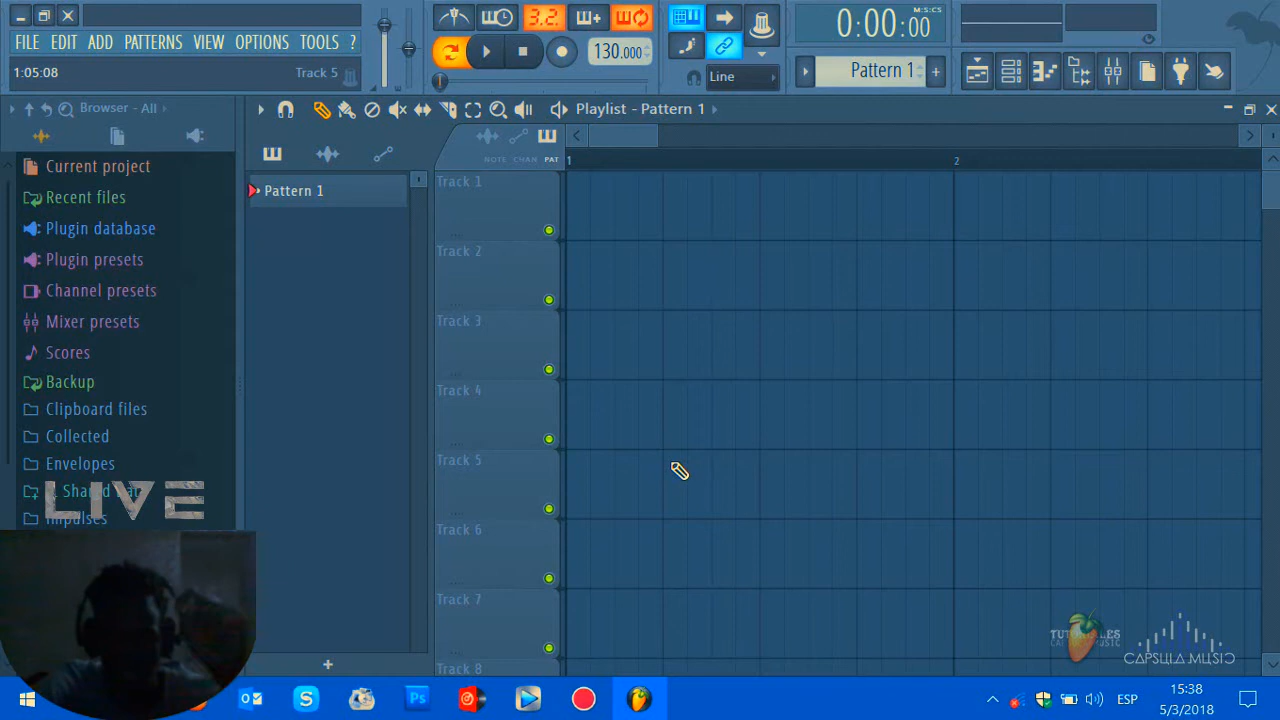 FILE EDIT ADD PATTERNS VIEW OPTIONS TOOLS ?
1:05:08 Track 5
3.2.
130.000
Line
M:S:CS
0:00:00
Pattern 1
Browser - All
Playlist - Pattern 1
NOTE CHAN PAT
1 2
Current project
Recent files
Plugin database
Plugin presets
Channel presets
Mixer presets
Scores
Backup
Clipboard files
Collected
Envelopes
Impulses
LIVE
Pattern 1
Track 1
Track 2
Track 3
Track 4
Track 5
Track 6
Track 7
Track 8
CAPSULA MUSIC
Ps
ESP
15:38
5/3/2018